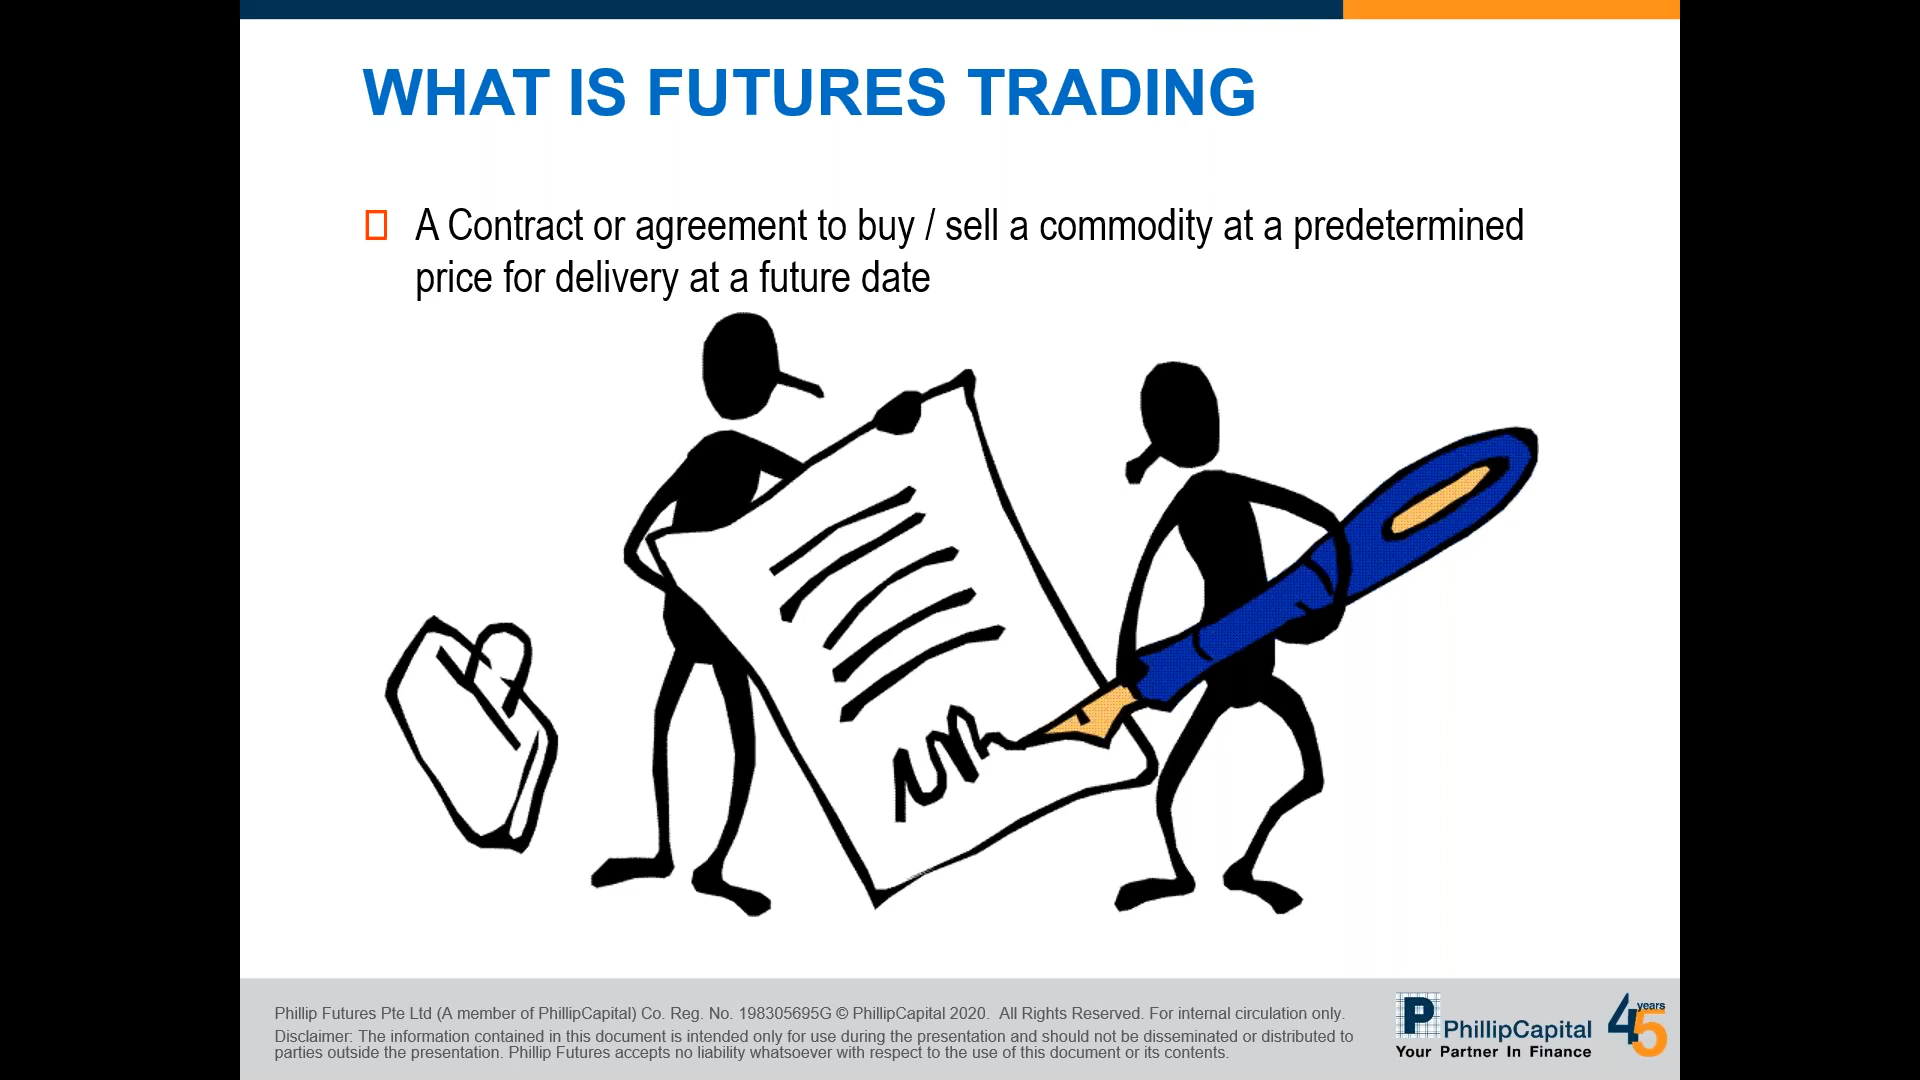 WHAT IS FUTURES TRADING
A Contract or agreement to buy / sell a commodity at a predetermined
price for delivery at a future date
Phillip Futures Pte Ltd (A member of PhillipCapital) Co. Reg. No. 198305695G © PhillipCapital 2020.  All Rights Reserved. For internal circulation only.
Disclaimer: The information contained in this document is intended only for use during the presentation and should not be disseminated or distributed to
parties outside the presentation. Phillip Futures accepts no liability whatsoever with respect to the use of this document or its contents.
P PhillipCapital
Your Partner In Finance
45 years